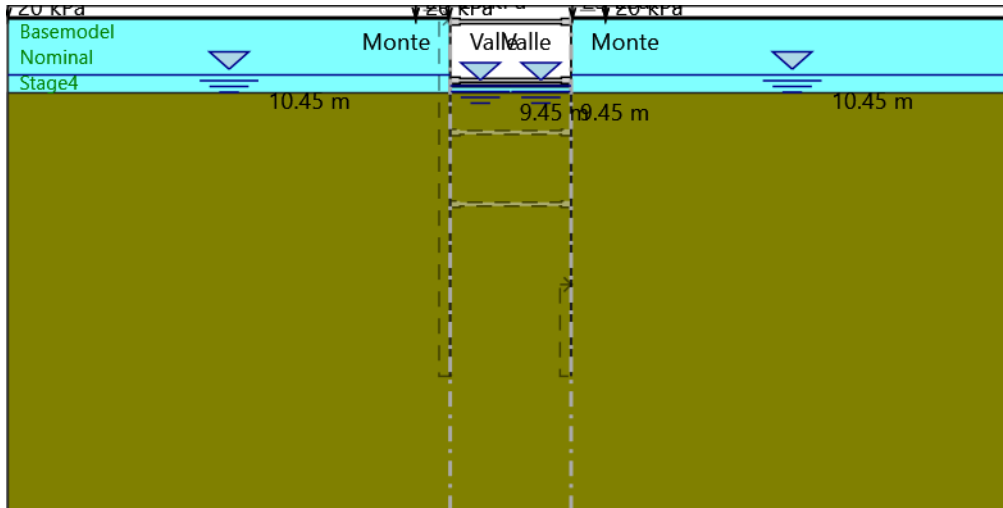 20 kPa
20 kPa
20 kPa
Basemodel
Nominal
Stage4
Monte
Valle
Valle
Monte
10.45 m
9.45 m
9.45 m
10.45 m